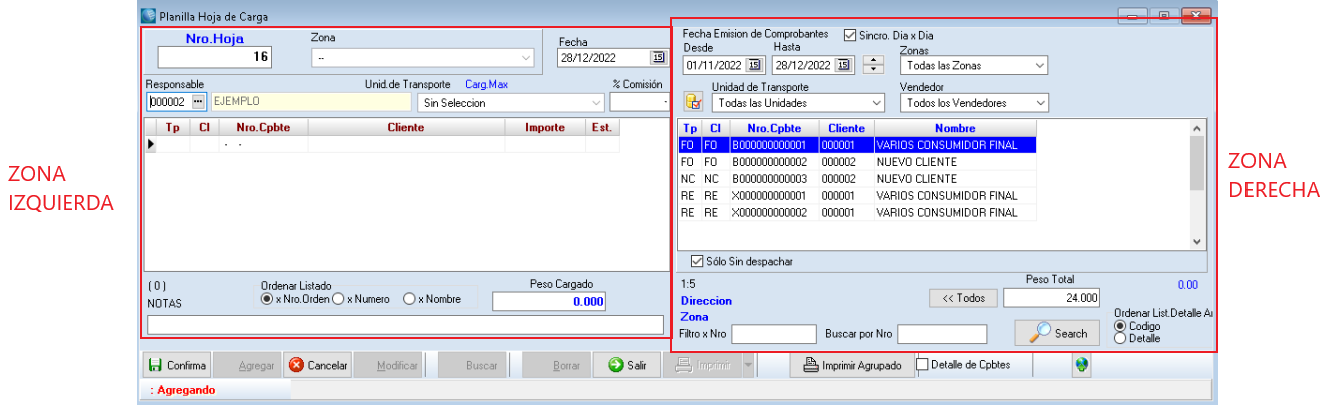 Planilla Hoja de Carga
ZONA
IZQUIERDA
Nro.Hoja
16
Zona
--
Fecha
28/12/2022
15
Responsable
000002
...
EJEMPLO
Unid.de Transporte
Carg.Max
Sin Seleccion
% Comisión
Tp Cl Nro.Cpbte Cliente Importe Est.
- -
( 0 )
NOTAS
Ordenar Listado
x Nro.Orden x Numero x Nombre
Peso Cargado
0.000
Fecha Emision de Comprobantes
Sincro. Dia x Dia
Desde Hasta
01/11/2022 15 28/12/2022 15
Zonas
Todas las Zonas
Unidad de Transporte
Todas las Unidades
Vendedor
Todos los Vendedores
Tp Cl Nro.Cpbte Cliente Nombre
FO FO B000000000001 000001 VARIOS CONSUMIDOR FINAL
FO FO B000000000002 000002 NUEVO CLIENTE
NC NC B000000000003 000002 NUEVO CLIENTE
RE RE X000000000001 000001 VARIOS CONSUMIDOR FINAL
RE RE X000000000002 000001 VARIOS CONSUMIDOR FINAL
Sólo Sin despachar
1:5
Direccion
Zona
<< Todos
Peso Total
24.000
0.00
Filtro x Nro
Buscar por Nro
Search
Ordenar List.Detalle Au
Codigo
Detalle
ZONA
DERECHA
Confirma Agregar Cancelar Modificar Buscar Borrar Salir Imprimir Imprimir Agrupado Detalle de Cpbtes
: Agregando